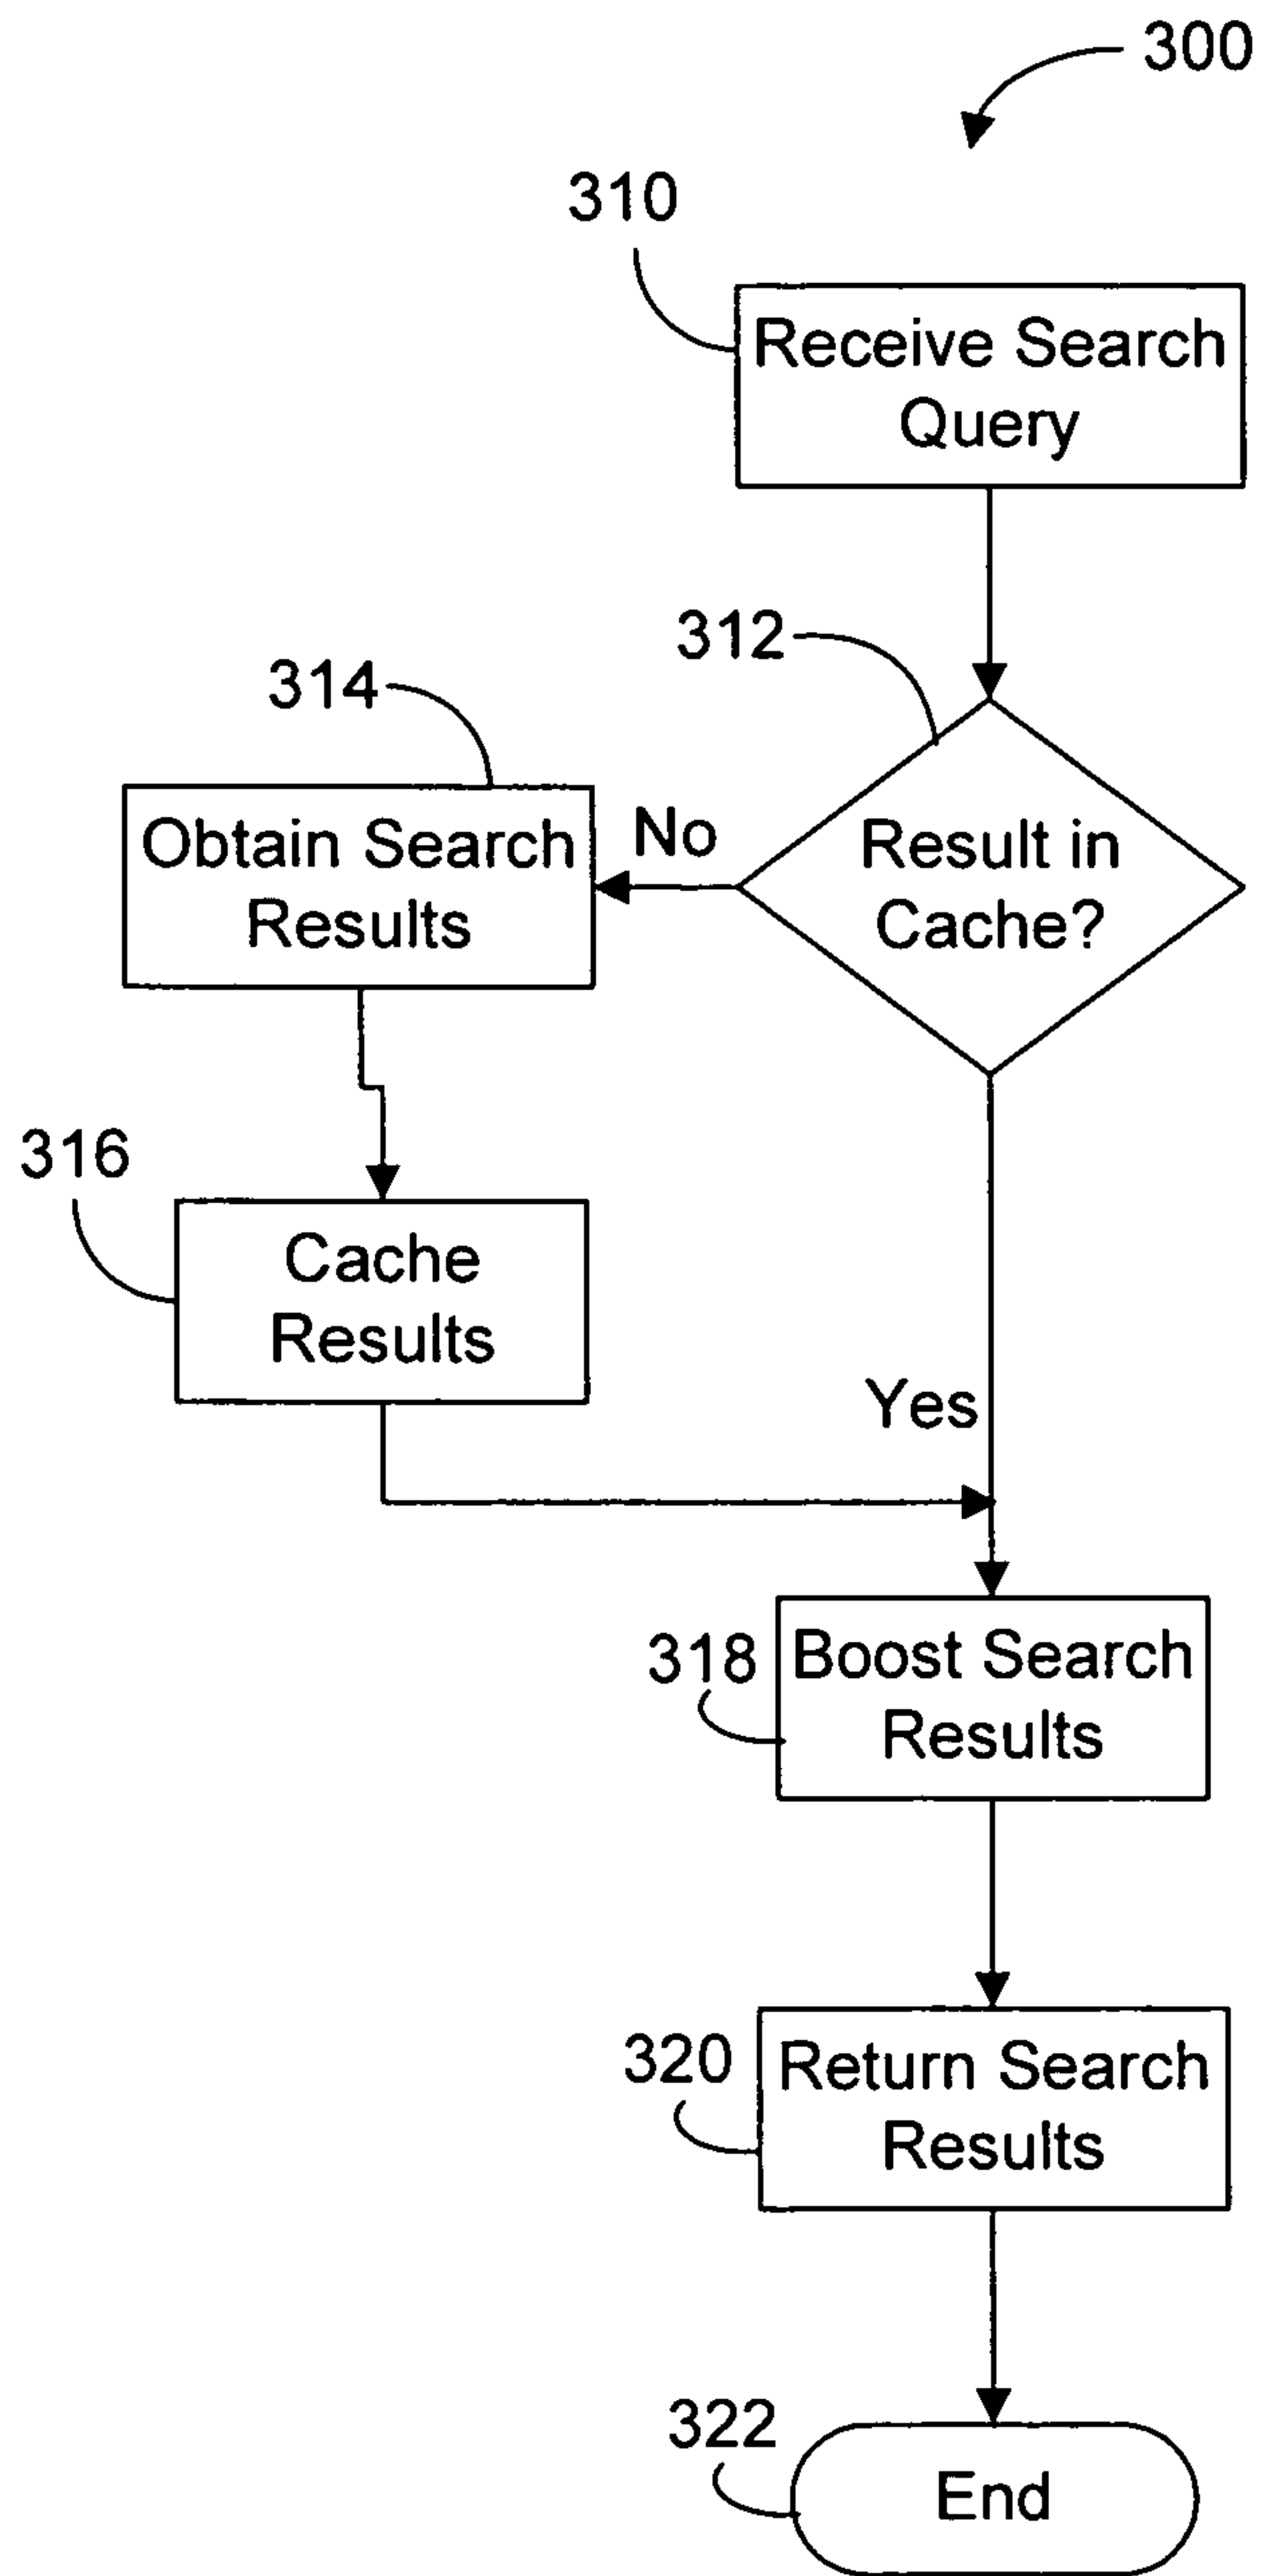 300
310
Receive Search
Query
312
314
Obtain Search
Results
No
Result in
Cache?
316
Cache
Results
Yes
318
Boost Search
Results
320
Return Search
Results
322
End